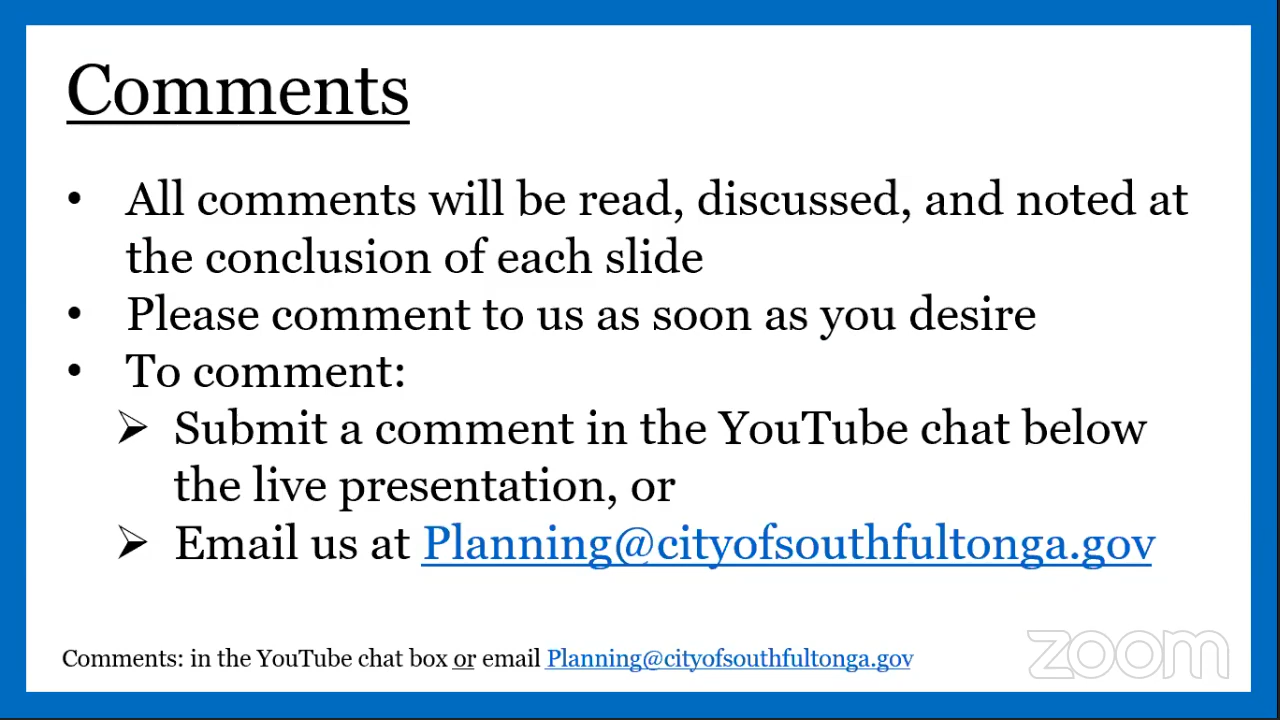 Comments
• All comments will be read, discussed, and noted at
the conclusion of each slide
• Please comment to us as soon as you desire
• To comment:
➢ Submit a comment in the YouTube chat below
the live presentation, or
➢ Email us at Planning@cityofsouthfultonga.gov
Comments: in the YouTube chat box or email Planning@cityofsouthfultonga.gov
zoom